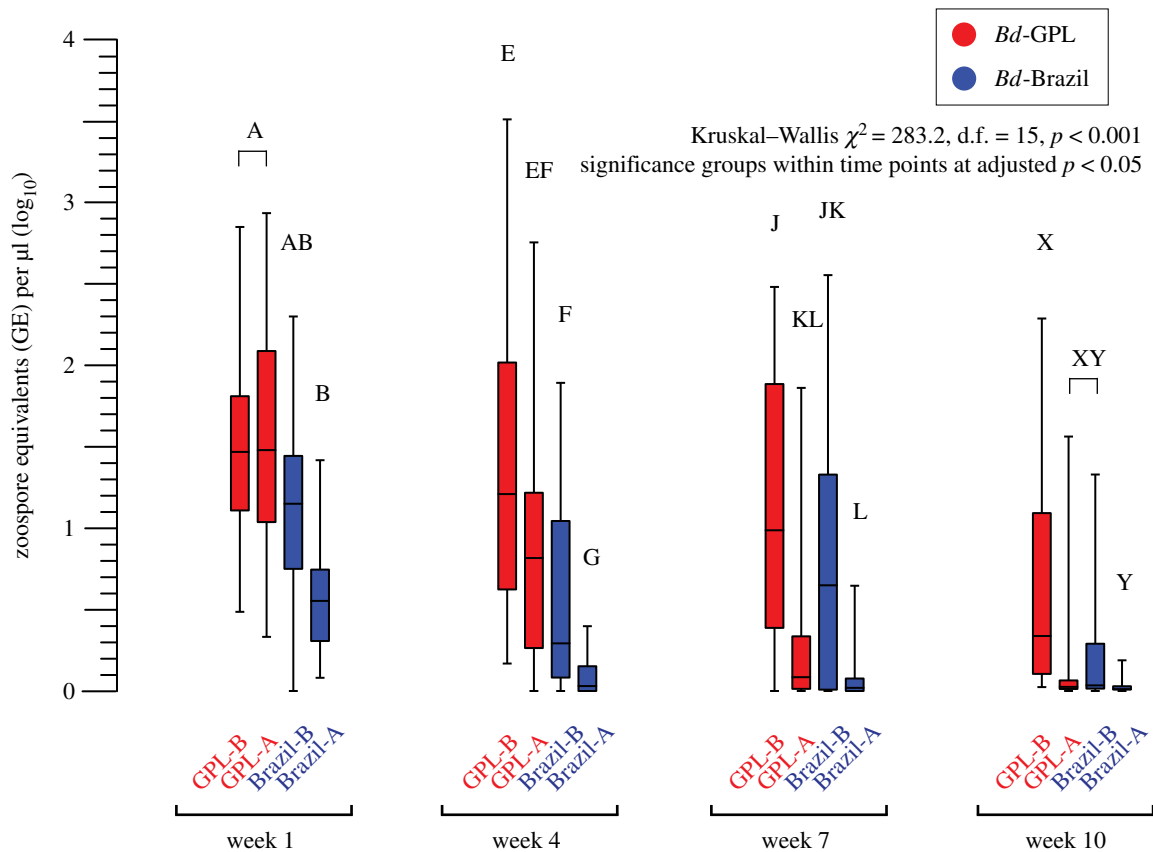 Bd-GPL
Bd-Brazil
Kruskal–Wallis χ² = 283.2, d.f. = 15, p < 0.001
significance groups within time points at adjusted p < 0.05
zoospore equivalents (GE) per µl (log₁₀)
4
3
2
1
0
A
AB
B
E
EF
F
G
J
KL
JK
L
X
XY
Y
GPL-B
GPL-A
Brazil-B
Brazil-A
GPL-B
GPL-A
Brazil-B
Brazil-A
GPL-B
GPL-A
Brazil-B
Brazil-A
GPL-B
GPL-A
Brazil-B
Brazil-A
week 1
week 4
week 7
week 10